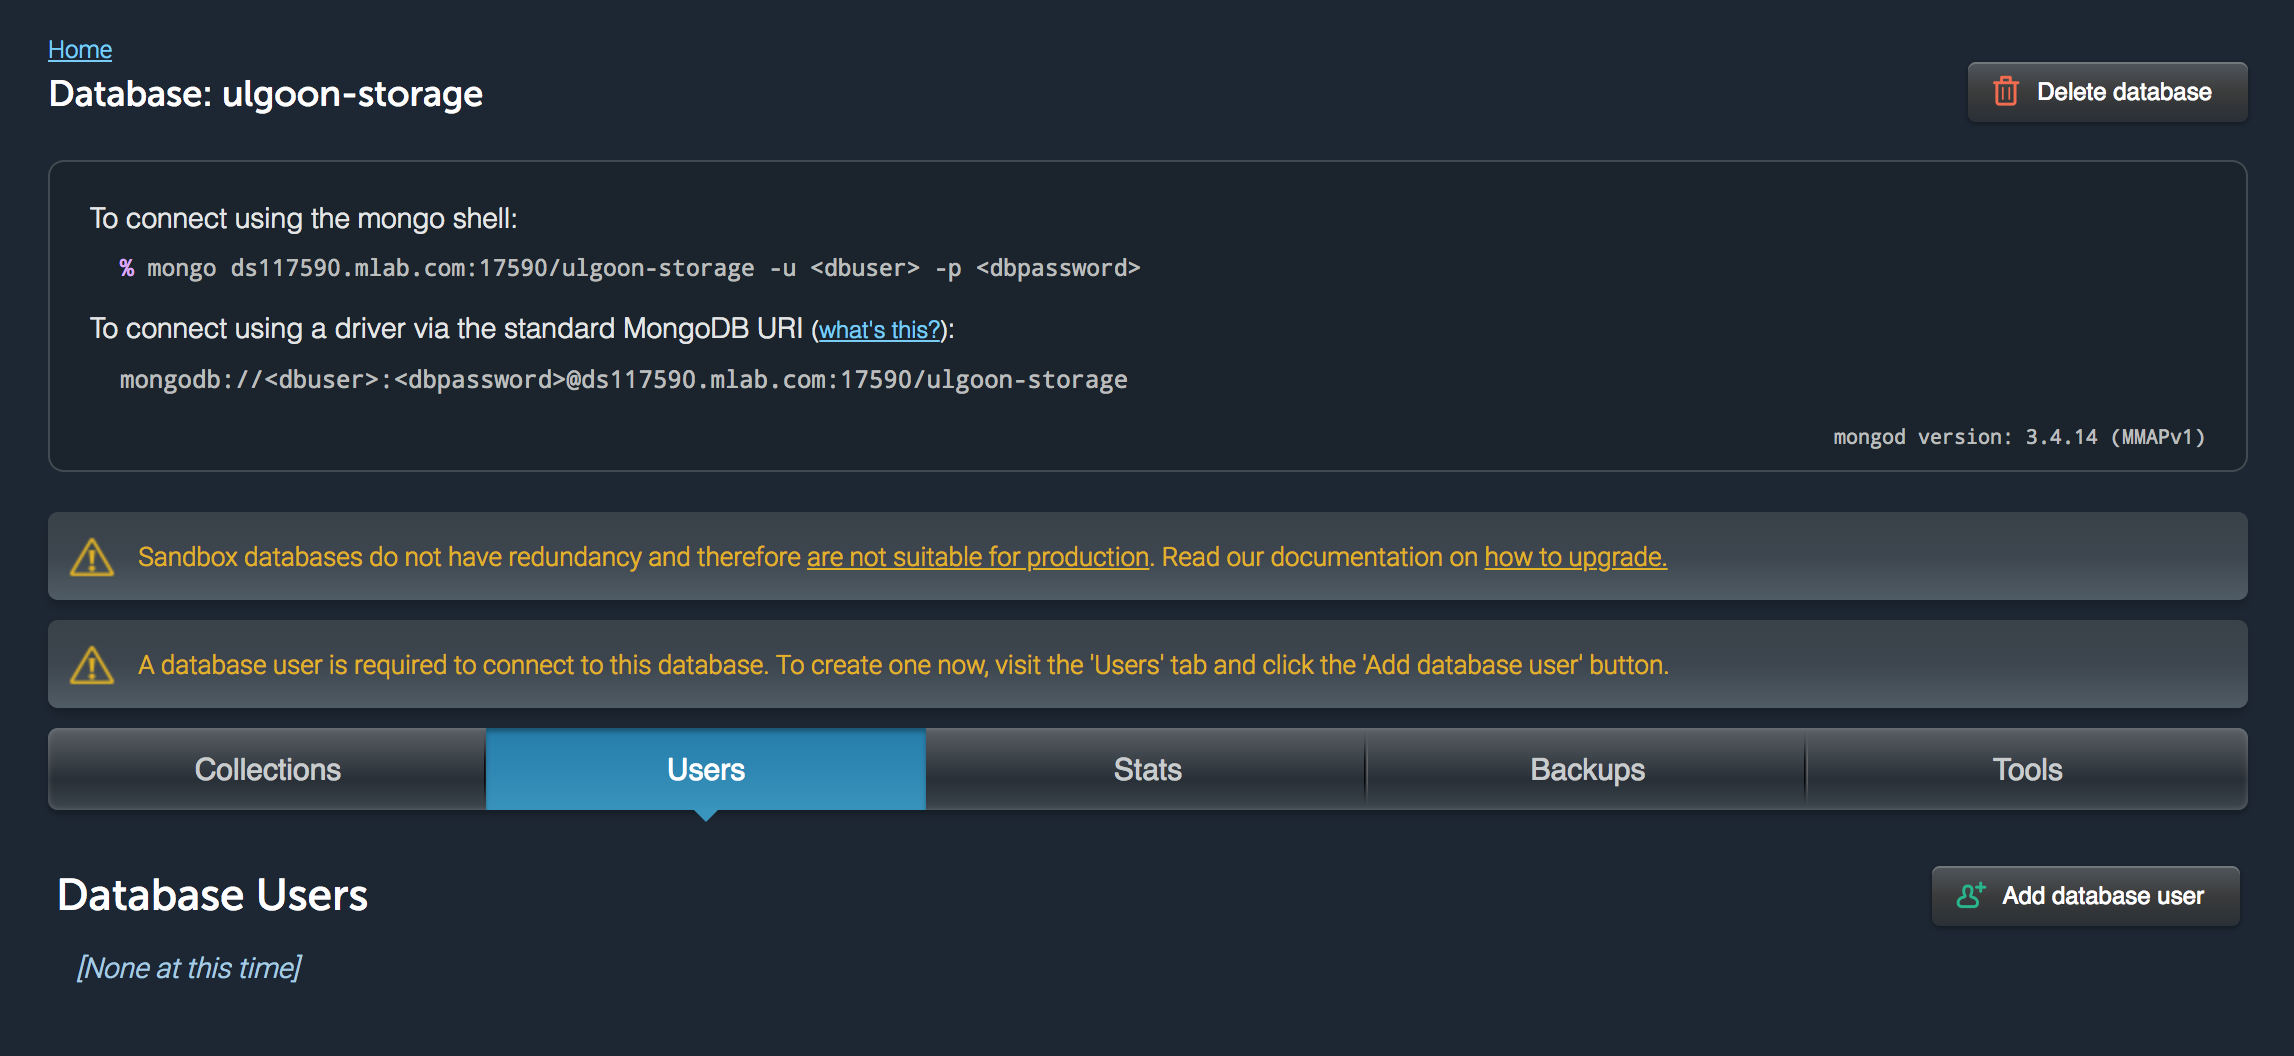 Home
Database: ulgoon-storage
Delete database
To connect using the mongo shell:
% mongo ds117590.mlab.com:17590/ulgoon-storage -u <dbuser> -p <dbpassword>
To connect using a driver via the standard MongoDB URI (what's this?):
mongodb://<dbuser>:<dbpassword>@ds117590.mlab.com:17590/ulgoon-storage
mongod version: 3.4.14 (MMAPv1)
Sandbox databases do not have redundancy and therefore are not suitable for production. Read our documentation on how to upgrade.
A database user is required to connect to this database. To create one now, visit the 'Users' tab and click the 'Add database user' button.
Collections
Users
Stats
Backups
Tools
Database Users
Add database user
[None at this time]